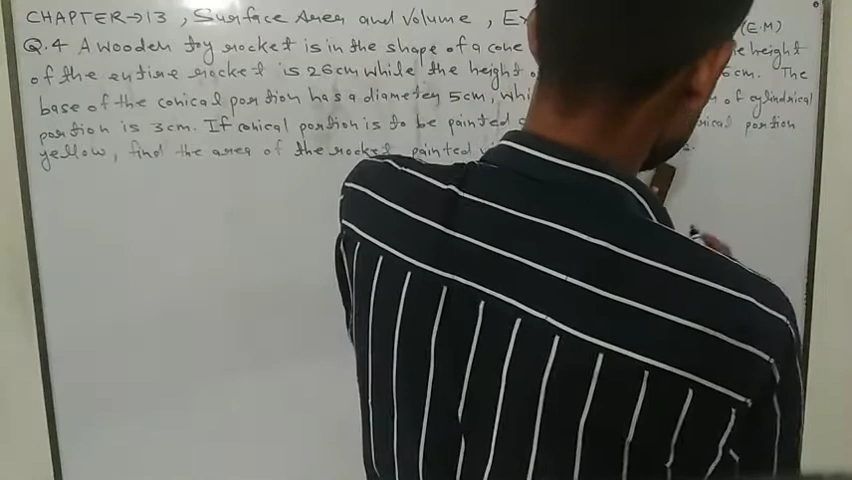 CHAPTER→13 , Surface Area and Volume , Ex (E.M)
Q.4 A wooden toy rocket is in the shape of a cone height
of the entire rocket is 26cm while the height 6cm. The
base of the conical portion has a diameter 5cm, whi of cylindrical
portion is 3cm. If conical portion is to be painted portion
yellow, find the area of the rocket painted